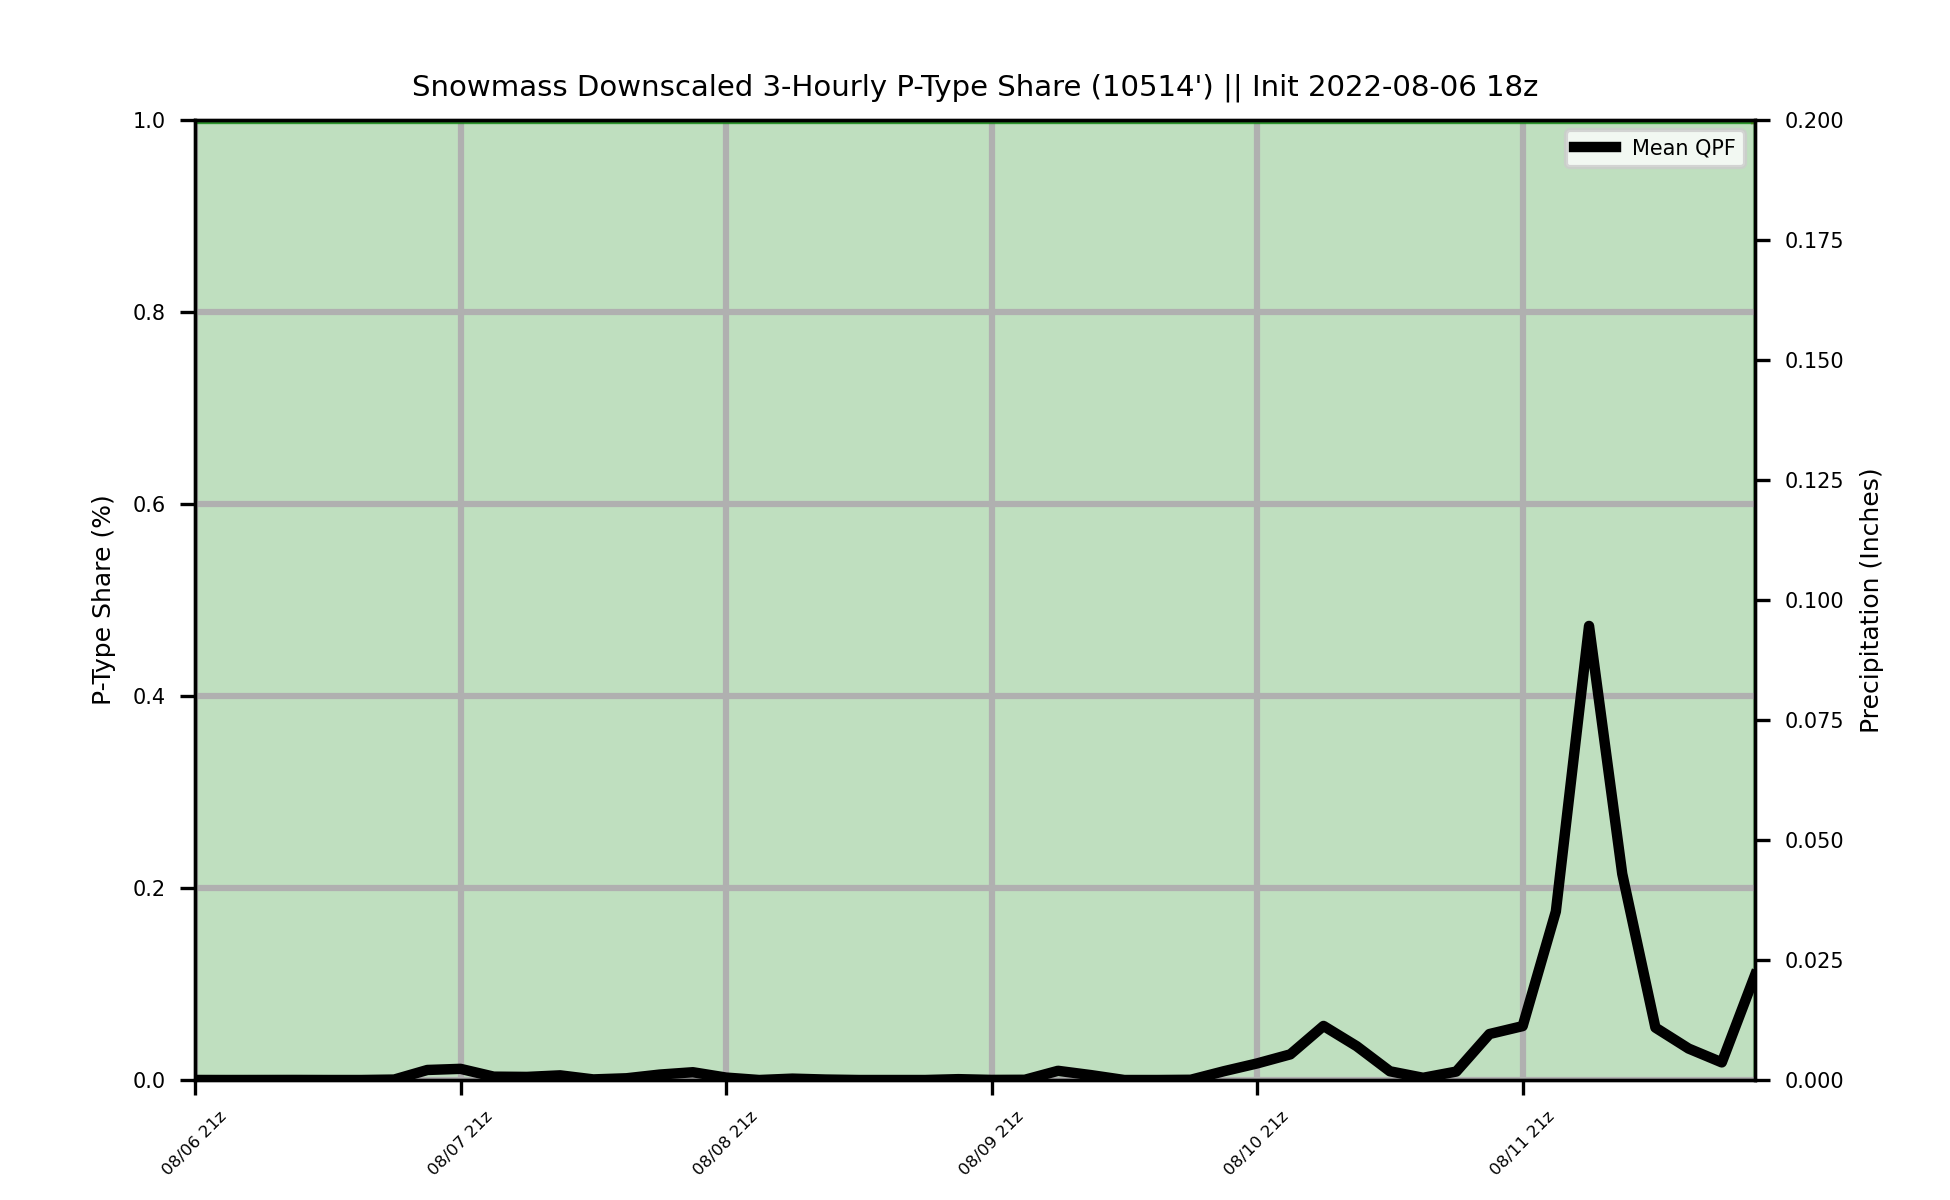 Snowmass Downscaled 3-Hourly P-Type Share (10514') || Init 2022-08-06 18z
Mean QPF
P-Type Share (%)
1.0
0.8
0.6
0.4
0.2
0.0
0.200
0.175
0.150
0.125
0.100
0.075
0.050
0.025
0.000
Precipitation (Inches)
08/06 21z
08/07 21z
08/08 21z
08/09 21z
08/10 21z
08/11 21z